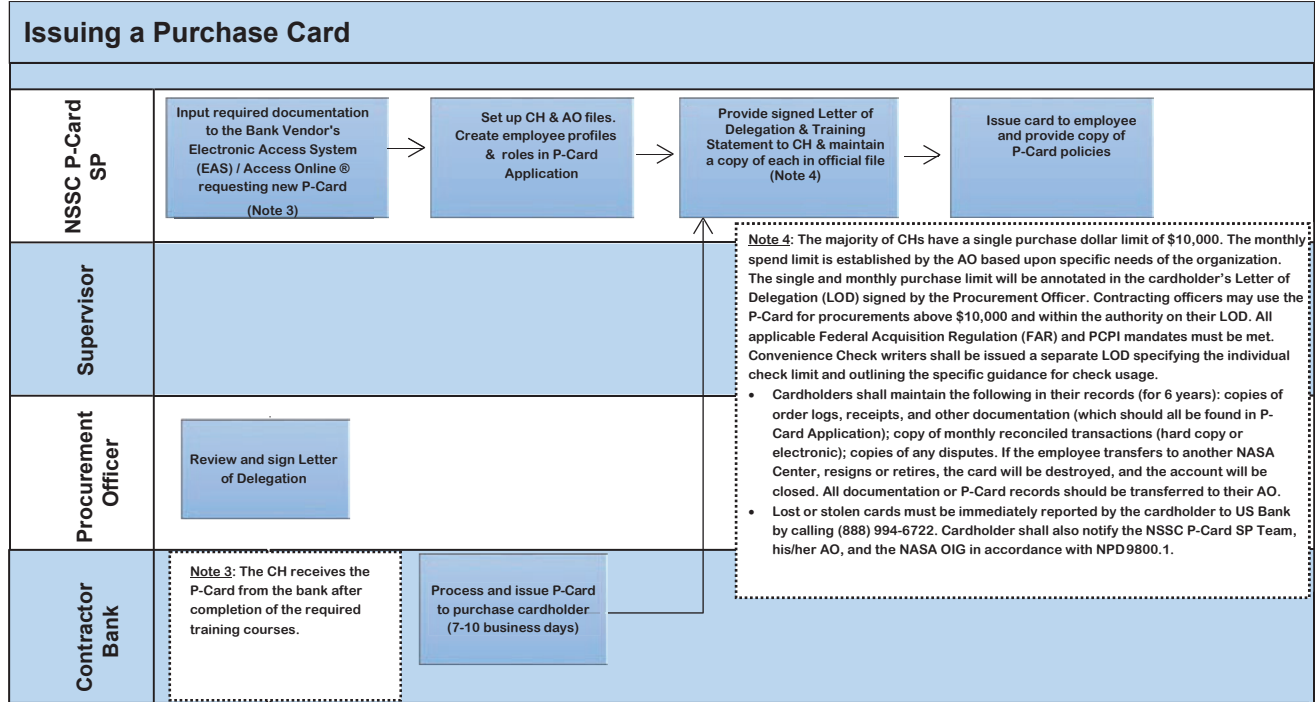 Issuing a Purchase Card
NSSC P-Card
SP
Input required documentation
to the Bank Vendor's
Electronic Access System
(EAS) / Access Online ®
requesting new P-Card
(Note 3)
Set up CH & AO files.
Create employee profiles
& roles in P-Card
Application
Provide signed Letter of
Delegation & Training
Statement to CH & maintain
a copy of each in official file
(Note 4)
Issue card to employee
and provide copy of
P-Card policies
Supervisor
Note 4: The majority of CHs have a single purchase dollar limit of $10,000. The monthly
spend limit is established by the AO based upon specific needs of the organization.
The single and monthly purchase limit will be annotated in the cardholder's Letter of
Delegation (LOD) signed by the Procurement Officer. Contracting officers may use the
P-Card for procurements above $10,000 and within the authority on their LOD. All
applicable Federal Acquisition Regulation (FAR) and PCPI mandates must be met.
Convenience Check writers shall be issued a separate LOD specifying the individual
check limit and outlining the specific guidance for check usage.
• Cardholders shall maintain the following in their records (for 6 years): copies of
order logs, receipts, and other documentation (which should all be found in P-
Card Application); copy of monthly reconciled transactions (hard copy or
electronic); copies of any disputes. If the employee transfers to another NASA
Center, resigns or retires, the card will be destroyed, and the account will be
closed. All documentation or P-Card records should be transferred to their AO.
• Lost or stolen cards must be immediately reported by the cardholder to US Bank
by calling (888) 994-6722. Cardholder shall also notify the NSSC P-Card SP Team,
his/her AO, and the NASA OIG in accordance with NPD 9800.1.
Procurement
Officer
Review and sign Letter
of Delegation
Contractor
Bank
Note 3: The CH receives the
P-Card from the bank after
completion of the required
training courses.
Process and issue P-Card
to purchase cardholder
(7-10 business days)